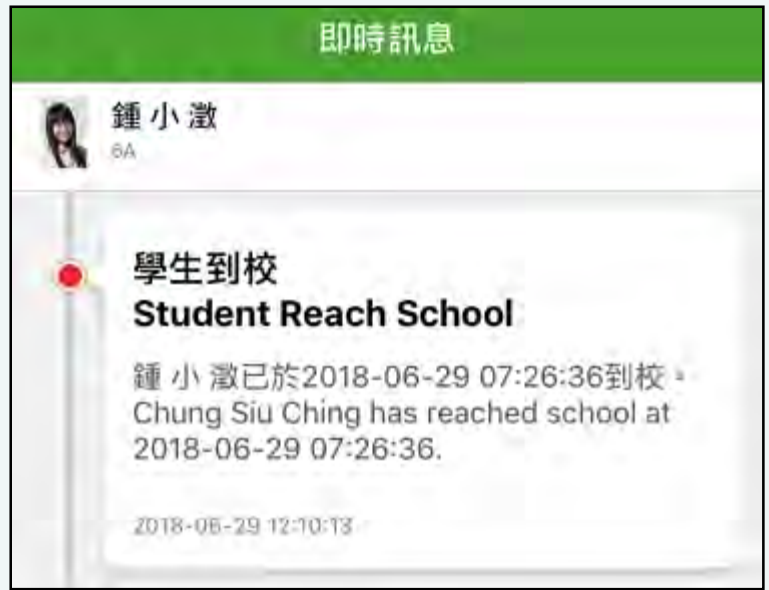 即時訊息
鍾 小 澂
6A
學生到校
Student Reach School
鍾 小 澂已於2018-06-29 07:26:36到校。
Chung Siu Ching has reached school at
2018-06-29 07:26:36.
2018-06-29 12:10:13